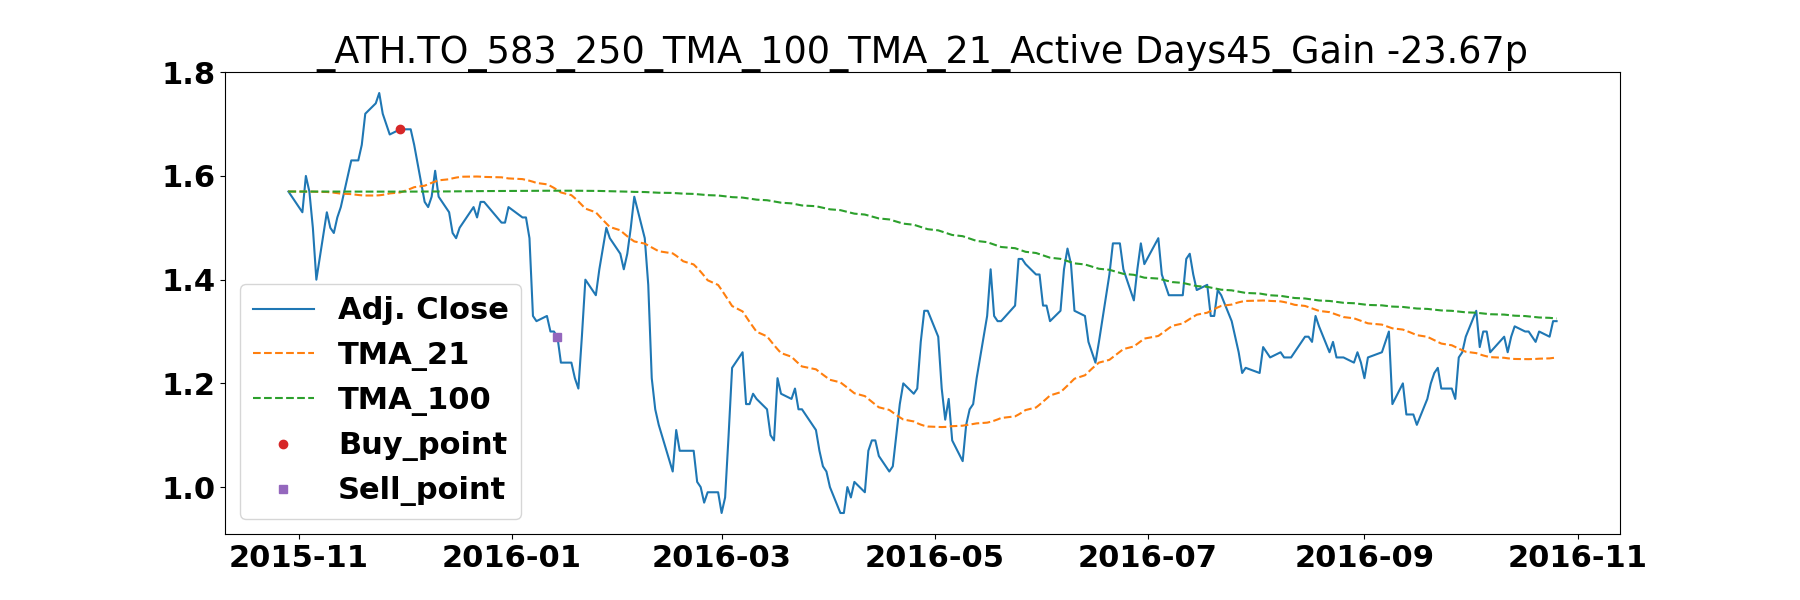 _ATH.TO_583_250_TMA_100_TMA_21_Active Days45_Gain -23.67p
1.8
1.6
1.4
1.2
1.0
Adj. Close
TMA_21
TMA_100
Buy_point
Sell_point
2015-11 2016-01 2016-03 2016-05 2016-07 2016-09 2016-11